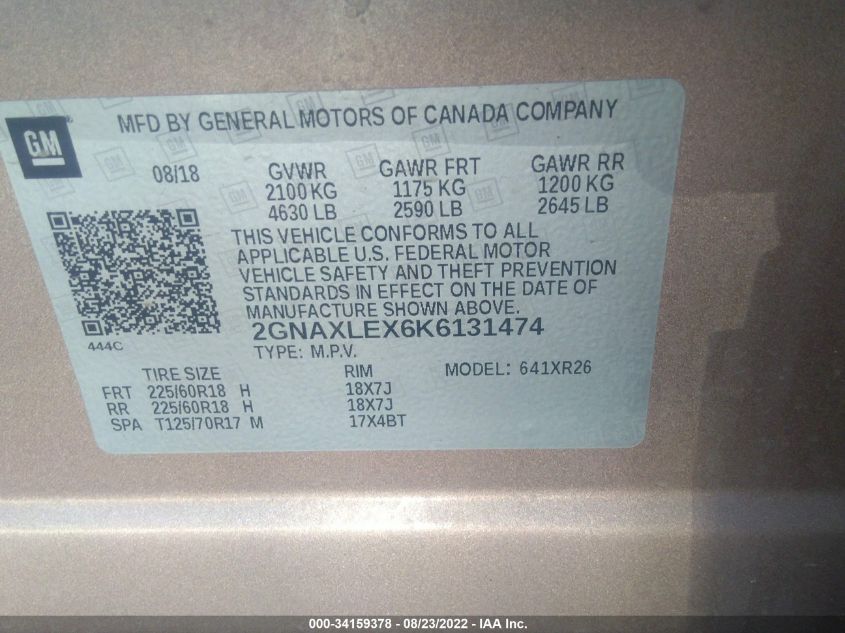 GM
MFD BY GENERAL MOTORS OF CANADA COMPANY
08/18 GVWR GAWR FRT GAWR RR
2100 KG 1175 KG 1200 KG
4630 LB 2590 LB 2645 LB
THIS VEHICLE CONFORMS TO ALL
APPLICABLE U.S. FEDERAL MOTOR
VEHICLE SAFETY AND THEFT PREVENTION
STANDARDS IN EFFECT ON THE DATE OF
MANUFACTURE SHOWN ABOVE.
2GNAXLEX6K6131474
444C
TYPE: M.P.V.
TIRE SIZE RIM MODEL: 641XR26
FRT 225/60R18 H 18X7J
RR 225/60R18 H 18X7J
SPA T125/70R17 M 17X4BT
000-34159378 - 08/23/2022 - IAA Inc.